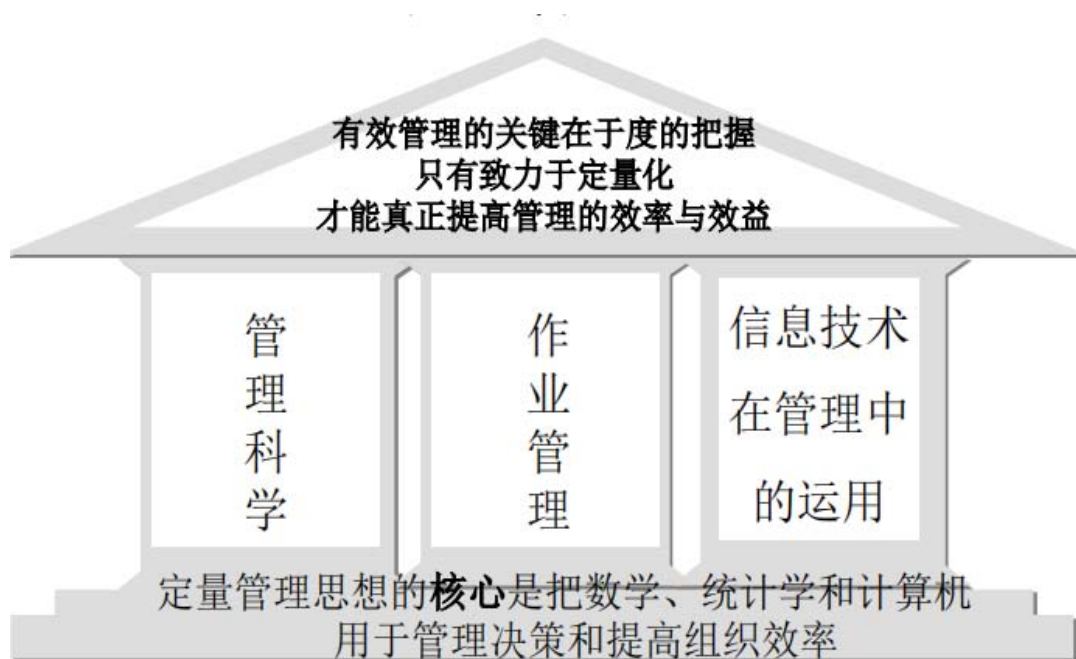 有效管理的关键在于度的把握
只有致力于定量化
才能真正提高管理的效率与效益
管
理
科
学
作
业
管
理
信息技术
在管理中
的运用
定量管理思想的核心是把数学、统计学和计算机
用于管理决策和提高组织效率